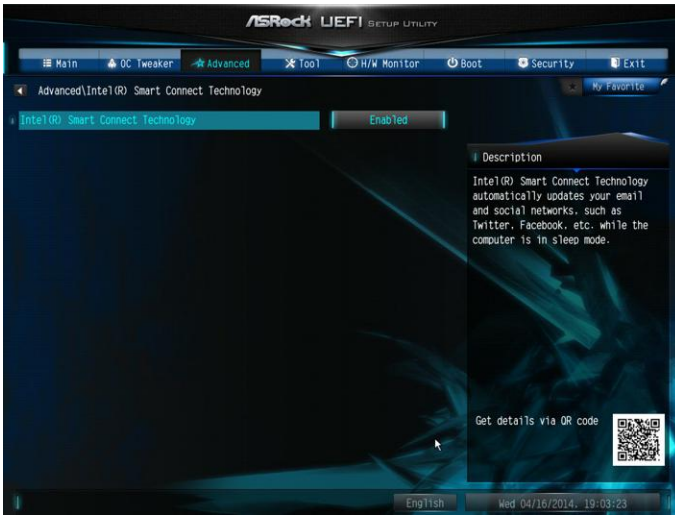 ASRock UEFI SETUP UTILITY
Main OC Tweaker Advanced Tool H/W Monitor Boot Security Exit
Advanced\Intel(R) Smart Connect Technology
My Favorite
Intel(R) Smart Connect Technology Enabled
Description
Intel(R) Smart Connect Technology
automatically updates your email
and social networks, such as
Twitter, Facebook, etc. while the
computer is in sleep mode.
Get details via QR code
English Wed 04/16/2014, 19:03:23